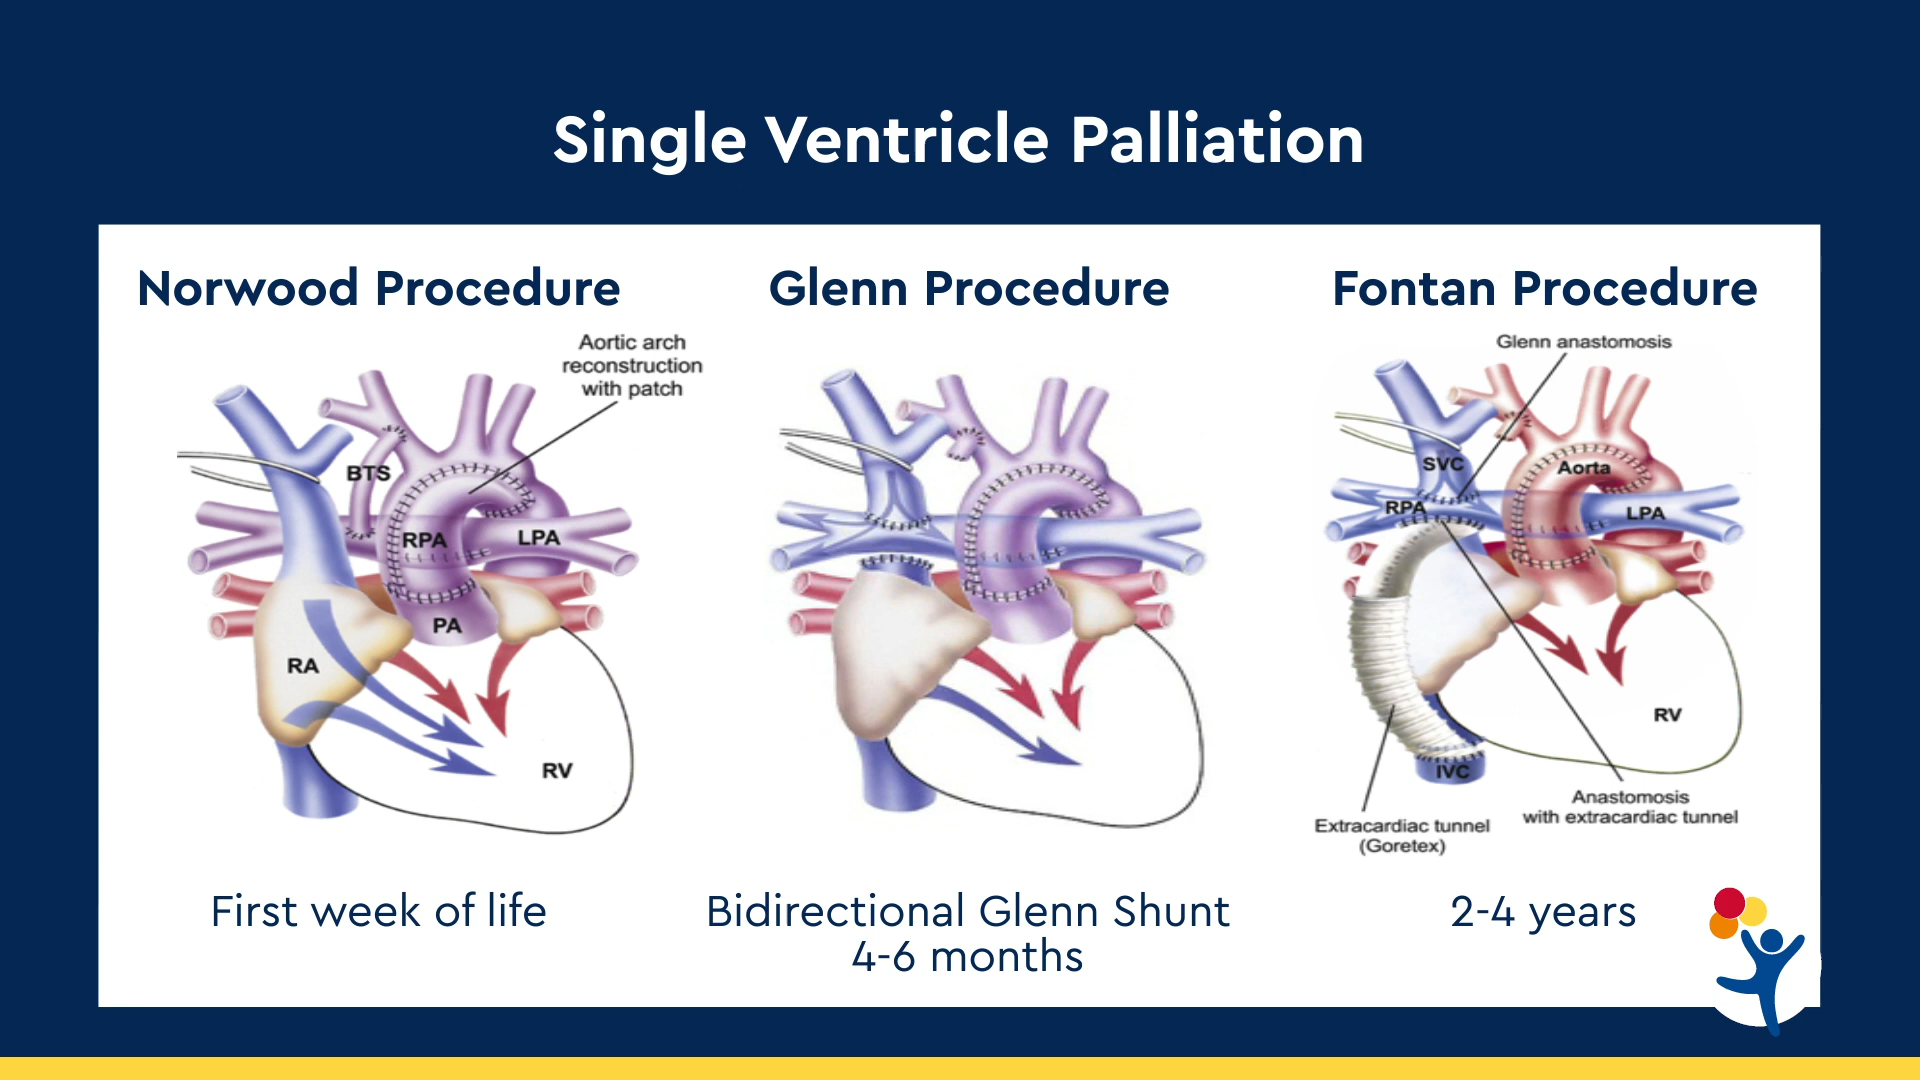 Single Ventricle Palliation
Norwood Procedure
Aortic arch
reconstruction
with patch
BTS
RPA
LPA
PA
RA
RV
First week of life
Glenn Procedure
Bidirectional Glenn Shunt
4-6 months
Fontan Procedure
Glenn anastomosis
SVC
Aorta
RPA
LPA
RV
IVC
Anastomosis
with extracardiac tunnel
Extracardiac tunnel
(Goretex)
2-4 years